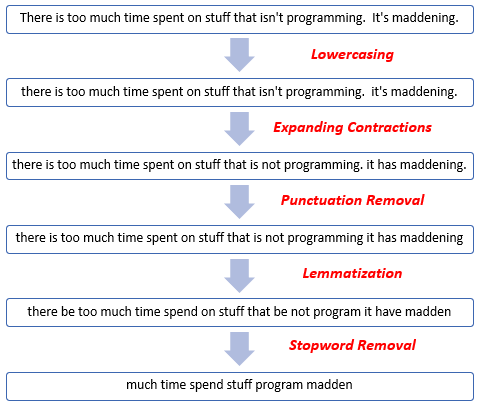 There is too much time spent on stuff that isn't programming.  It's maddening.
Lowercasing
there is too much time spent on stuff that isn't programming.  it's maddening.
Expanding Contractions
there is too much time spent on stuff that is not programming. it has maddening.
Punctuation Removal
there is too much time spent on stuff that is not programming it has maddening
Lemmatization
there be too much time spend on stuff that be not program it have madden
Stopword Removal
much time spend stuff program madden